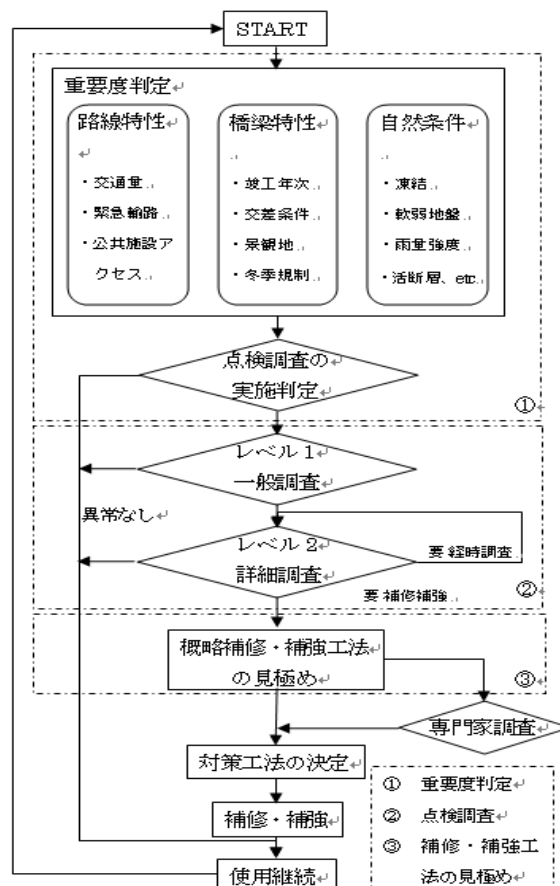 START
重要度判定
路線特性
・交通量
・緊急輸路
・公共施設ア
クセス
橋梁特性
・竣工年次
・交差条件
・景観地
・冬季規制
自然条件
・凍結
・軟弱地盤
・雨量強度
・活断層、etc
点検調査の
実施判定
①
レベル1
一般調査
異常なし
レベル2
詳細調査
要経時調査
要補修補強
②
概略補修・補強工法
の見極め
③
専門家調査
対策工法の決定
補修・補強
使用継続
① 重要度判定
② 点検調査
③ 補修・補強工
法の見極め